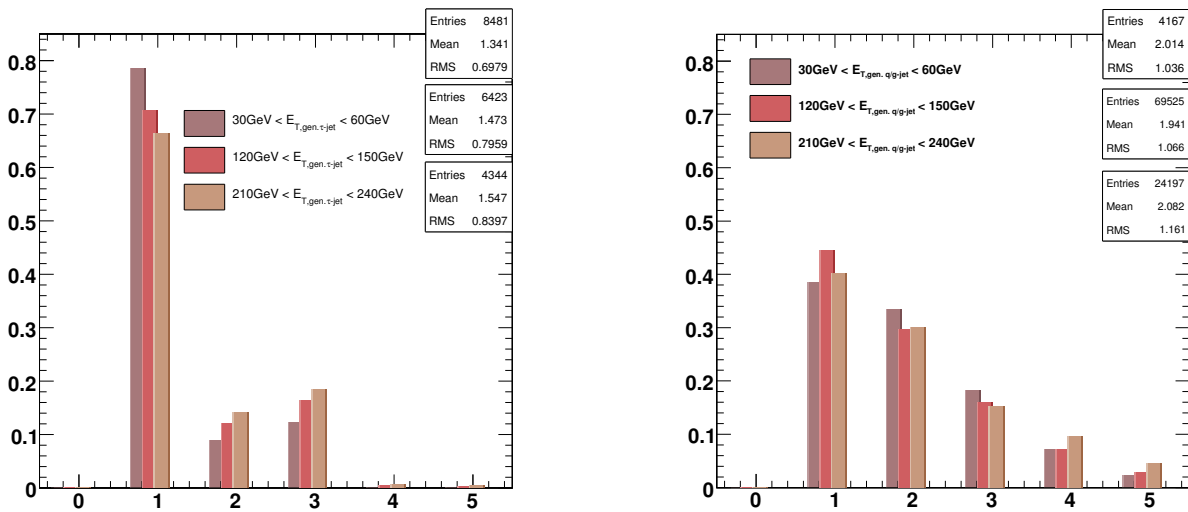 Entries 8481
Mean 1.341
RMS 0.6979
Entries 6423
Mean 1.473
RMS 0.7959
Entries 4344
Mean 1.547
RMS 0.8397
30GeV < E_T,gen.τ-jet < 60GeV
120GeV < E_T,gen.τ-jet < 150GeV
210GeV < E_T,gen.τ-jet < 240GeV
0.8
0.7
0.6
0.5
0.4
0.3
0.2
0.1
0
0 1 2 3 4 5
Entries 4167
Mean 2.014
RMS 1.036
Entries 69525
Mean 1.941
RMS 1.066
Entries 24197
Mean 2.082
RMS 1.161
30GeV < E_T,gen. q/g-jet < 60GeV
120GeV < E_T,gen. q/g-jet < 150GeV
210GeV < E_T,gen. q/g-jet < 240GeV
0.8
0.7
0.6
0.5
0.4
0.3
0.2
0.1
0
0 1 2 3 4 5